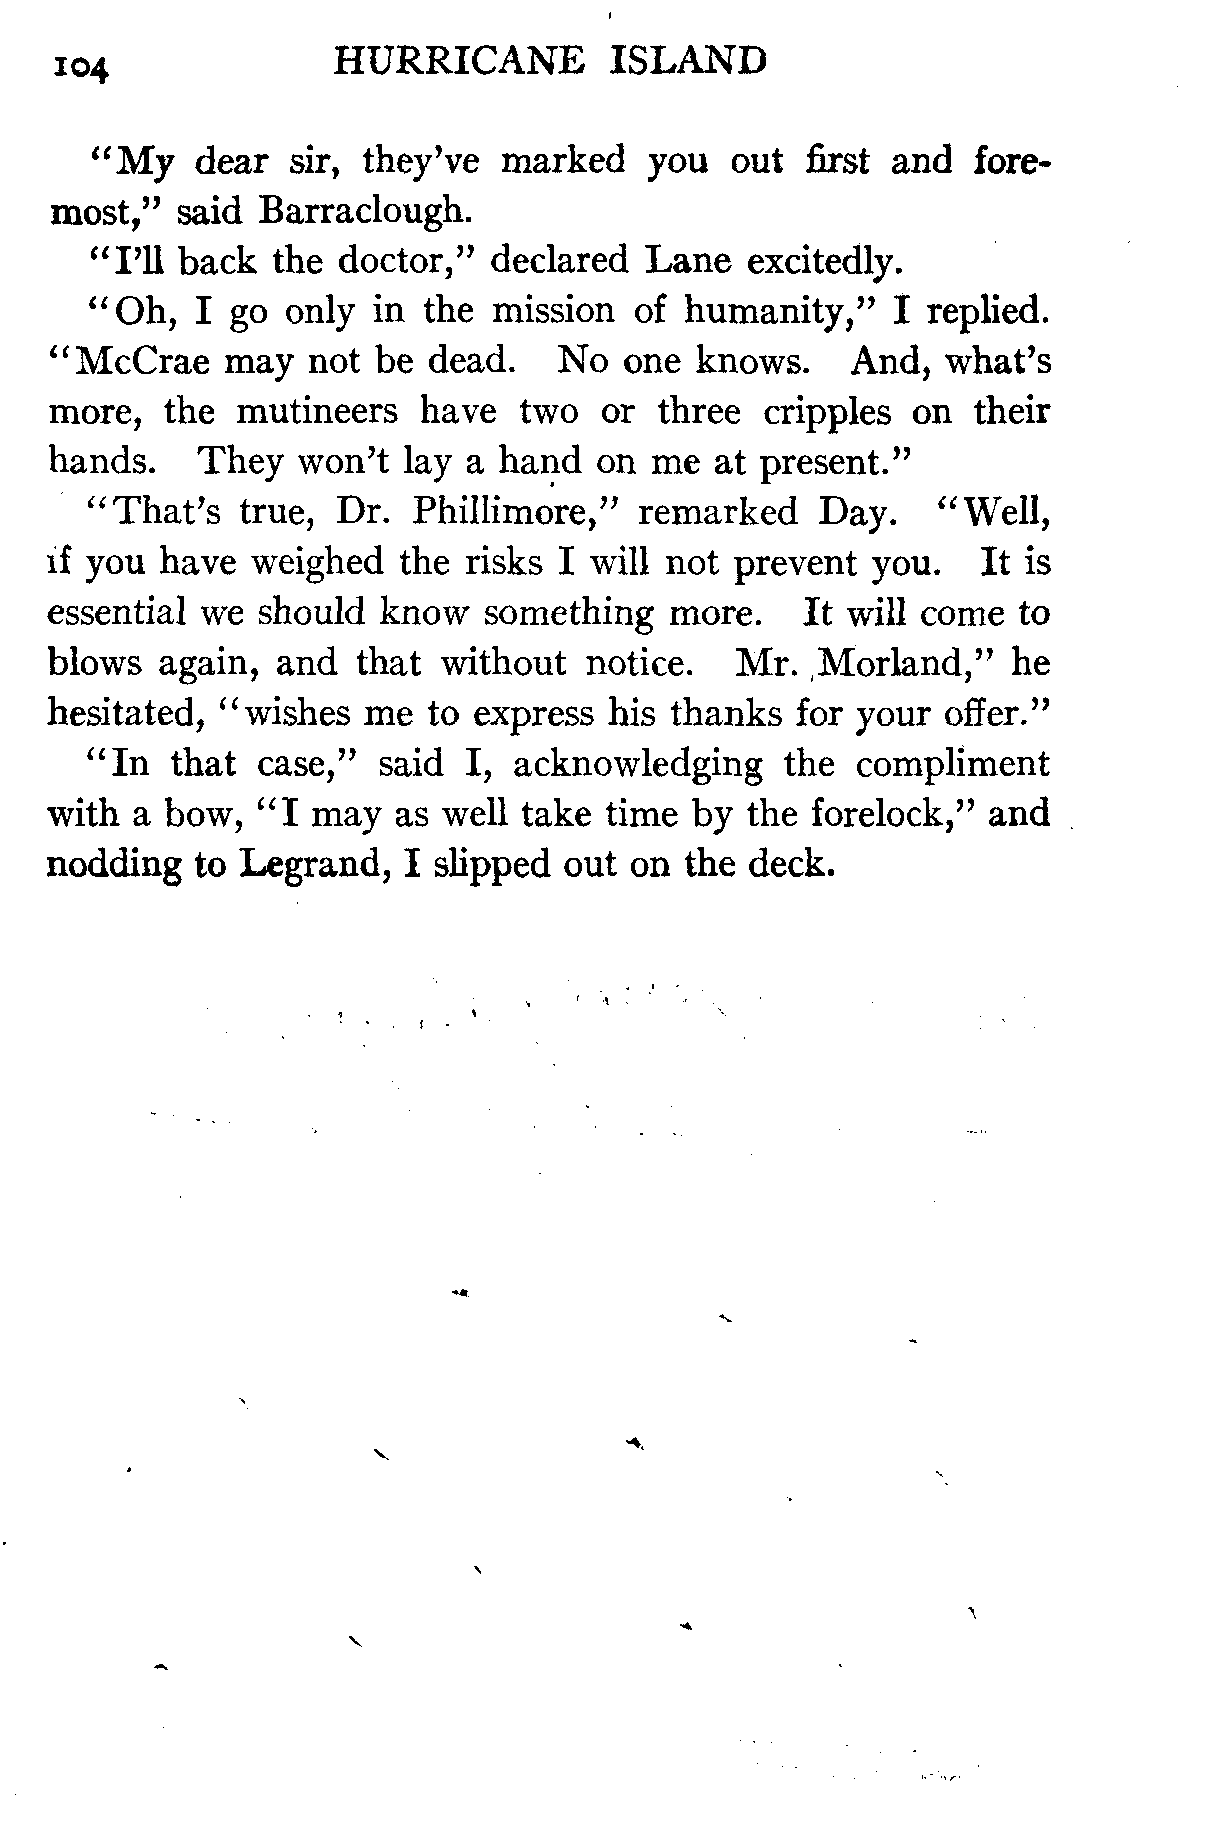 104 HURRICANE ISLAND
“My dear sir, they’ve marked you out first and fore-
most,” said Barraclough.
“I’ll back the doctor,” declared Lane excitedly.
“Oh, I go only in the mission of humanity,” I replied.
“McCrae may not be dead. No one knows. And, what’s
more, the mutineers have two or three cripples on their
hands. They won’t lay a hand on me at present.”
“That’s true, Dr. Phillimore,” remarked Day. “Well,
if you have weighed the risks I will not prevent you. It is
essential we should know something more. It will come to
blows again, and that without notice. Mr. Morland,” he
hesitated, “wishes me to express his thanks for your offer.”
“In that case,” said I, acknowledging the compliment
with a bow, “I may as well take time by the forelock,” and
nodding to Legrand, I slipped out on the deck.